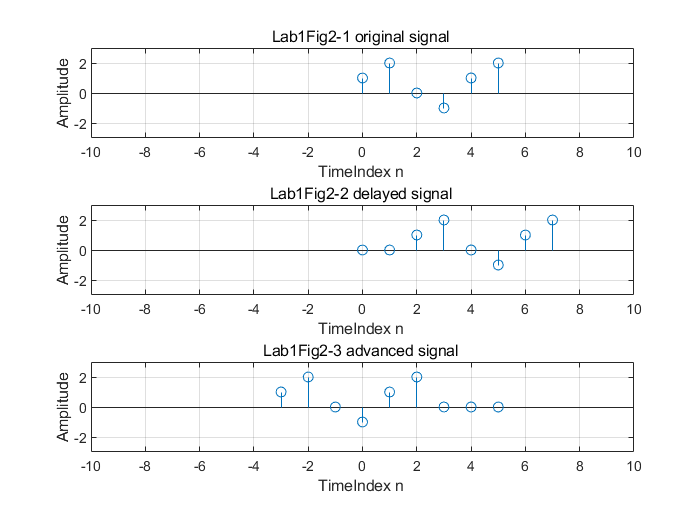 Lab1Fig2-1 original signal
Amplitude
2
0
-2
-10 -8 -6 -4 -2 0 2 4 6 8 10
TimeIndex n
Lab1Fig2-2 delayed signal
Amplitude
2
0
-2
-10 -8 -6 -4 -2 0 2 4 6 8 10
TimeIndex n
Lab1Fig2-3 advanced signal
Amplitude
2
0
-2
-10 -8 -6 -4 -2 0 2 4 6 8 10
TimeIndex n